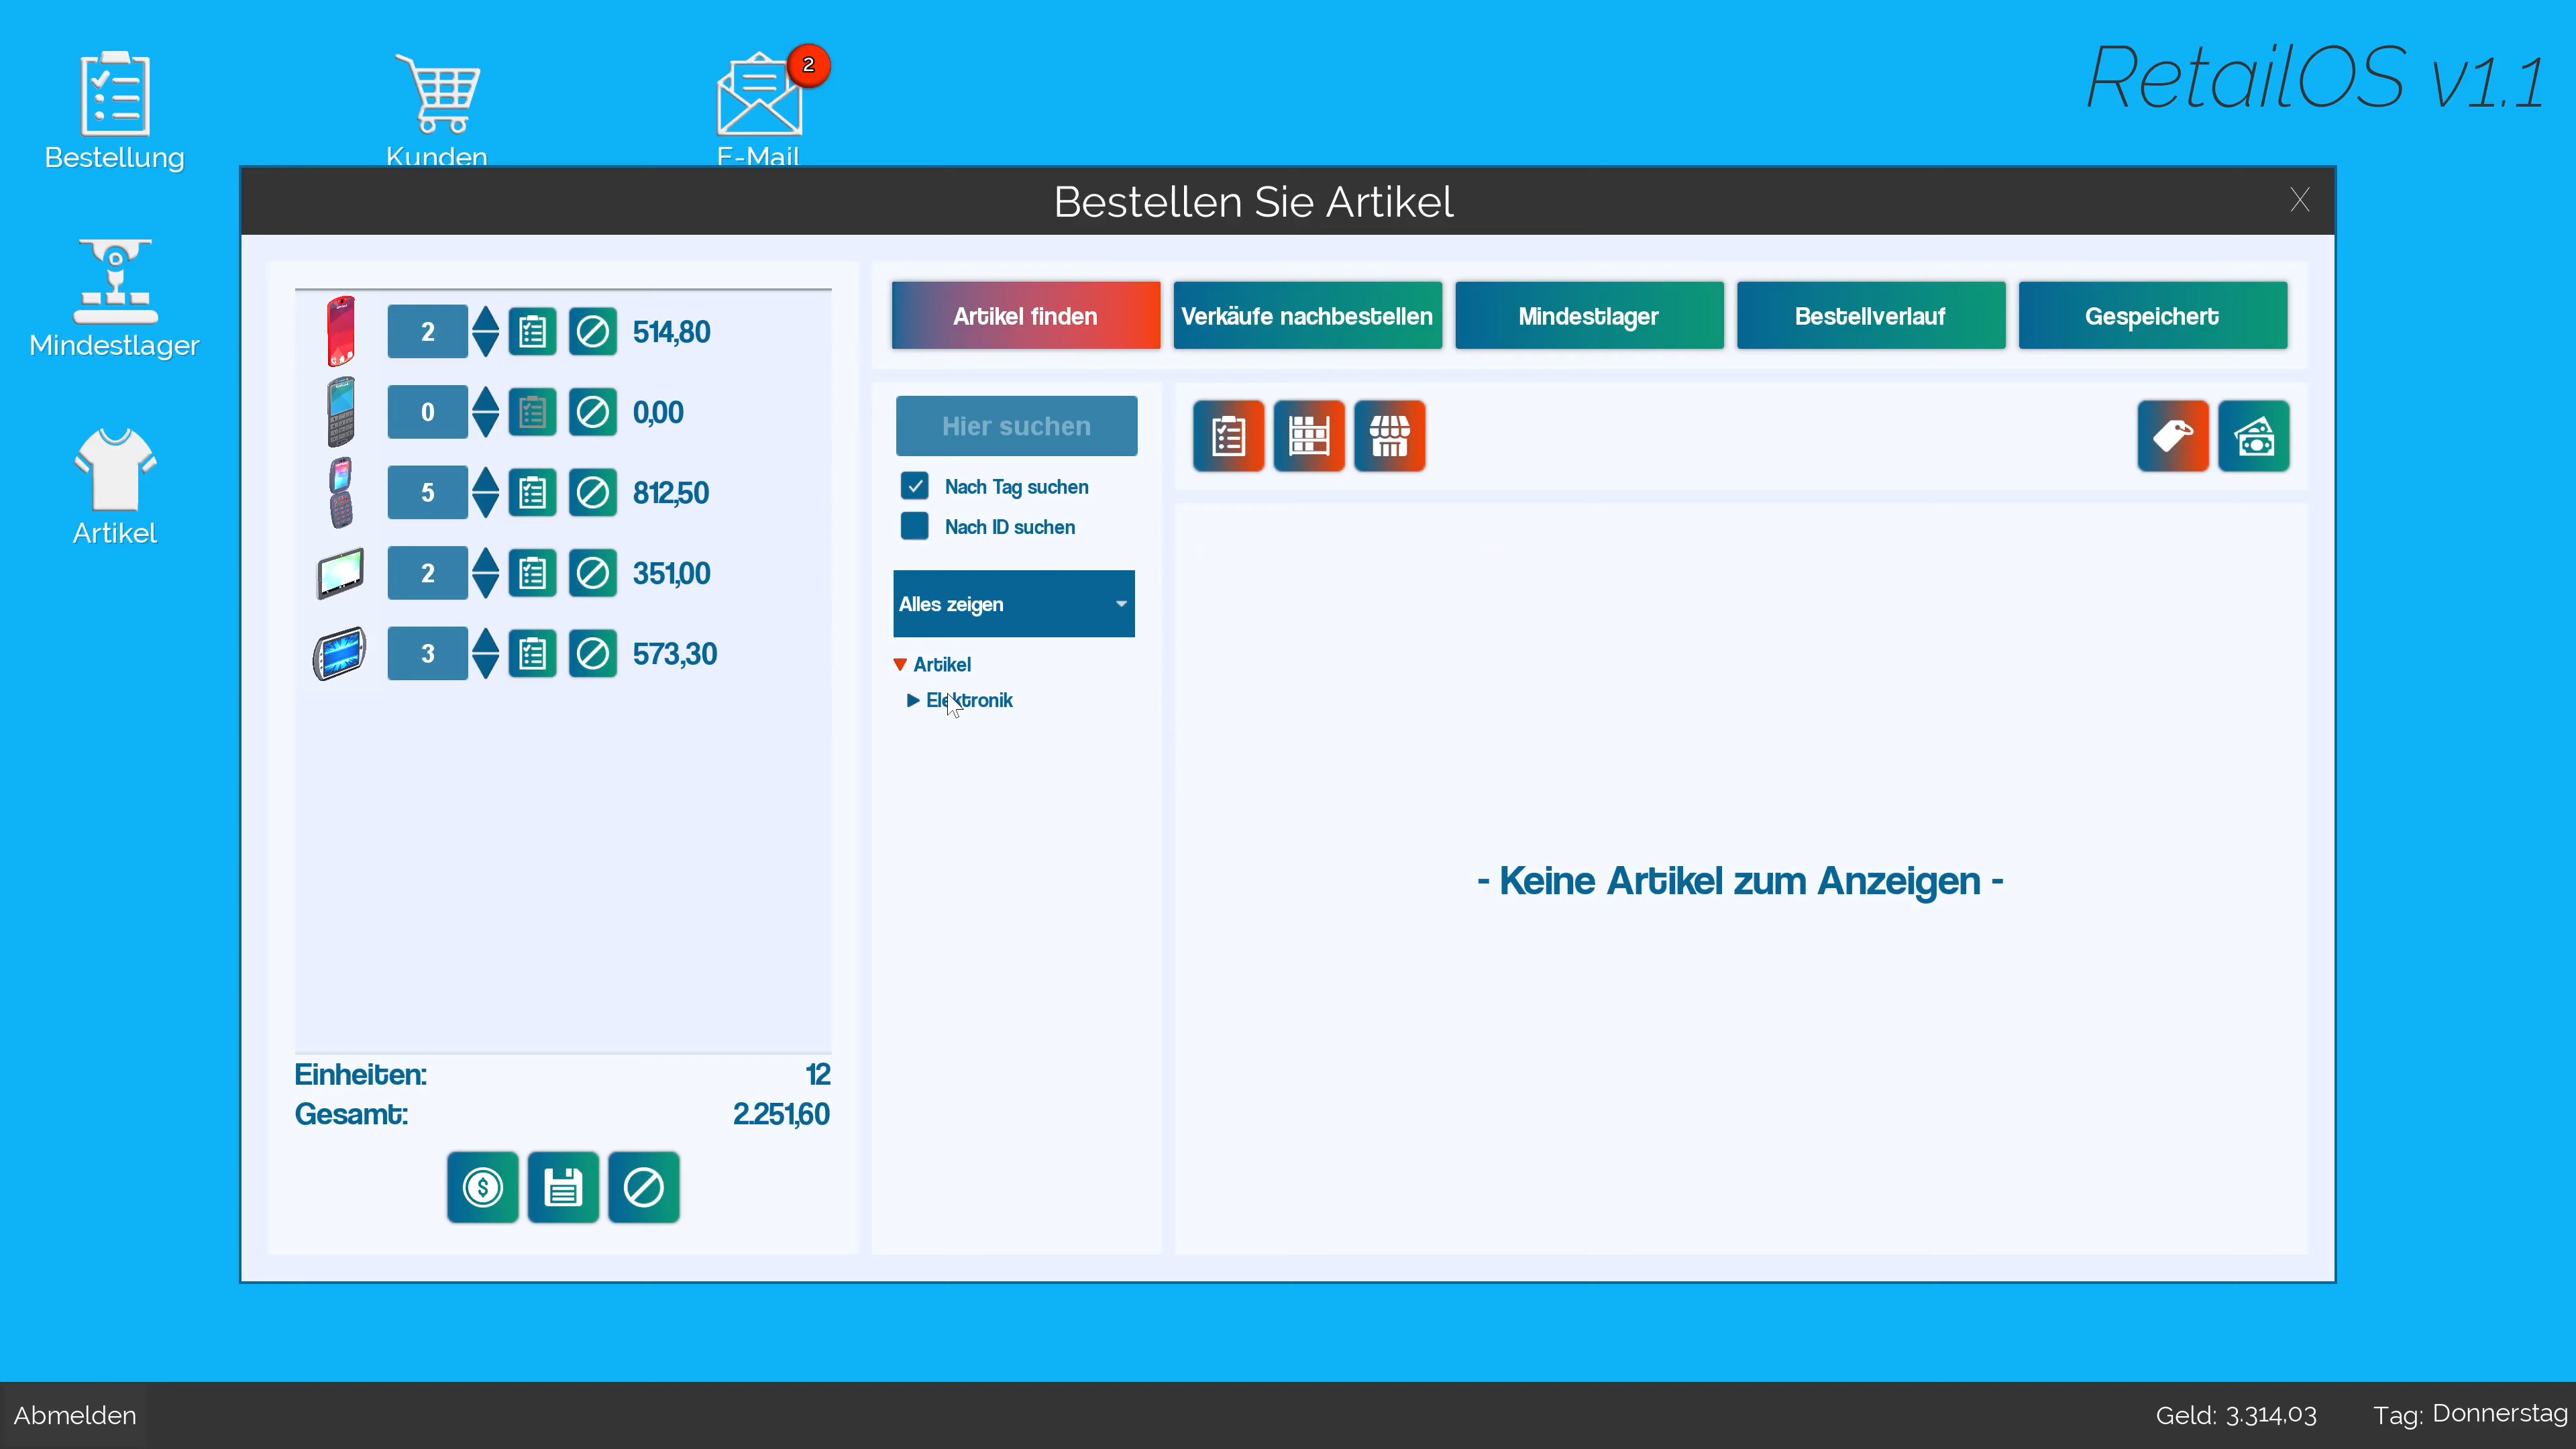 RetailOS v1.1
2
Bestellung
Kunden
E-Mail
Mindestlager
Artikel
Bestellen Sie Artikel
X
2 514,80
0 0,00
5 812,50
2 351,00
3 573,30
Einheiten: 12
Gesamt: 2.251,60
Artikel finden
Verkäufe nachbestellen
Mindestlager
Bestellverlauf
Gespeichert
Hier suchen
Nach Tag suchen
Nach ID suchen
Alles zeigen
Artikel
Elektronik
- Keine Artikel zum Anzeigen -
Abmelden
Geld: 3.314,03
Tag: Donnerstag